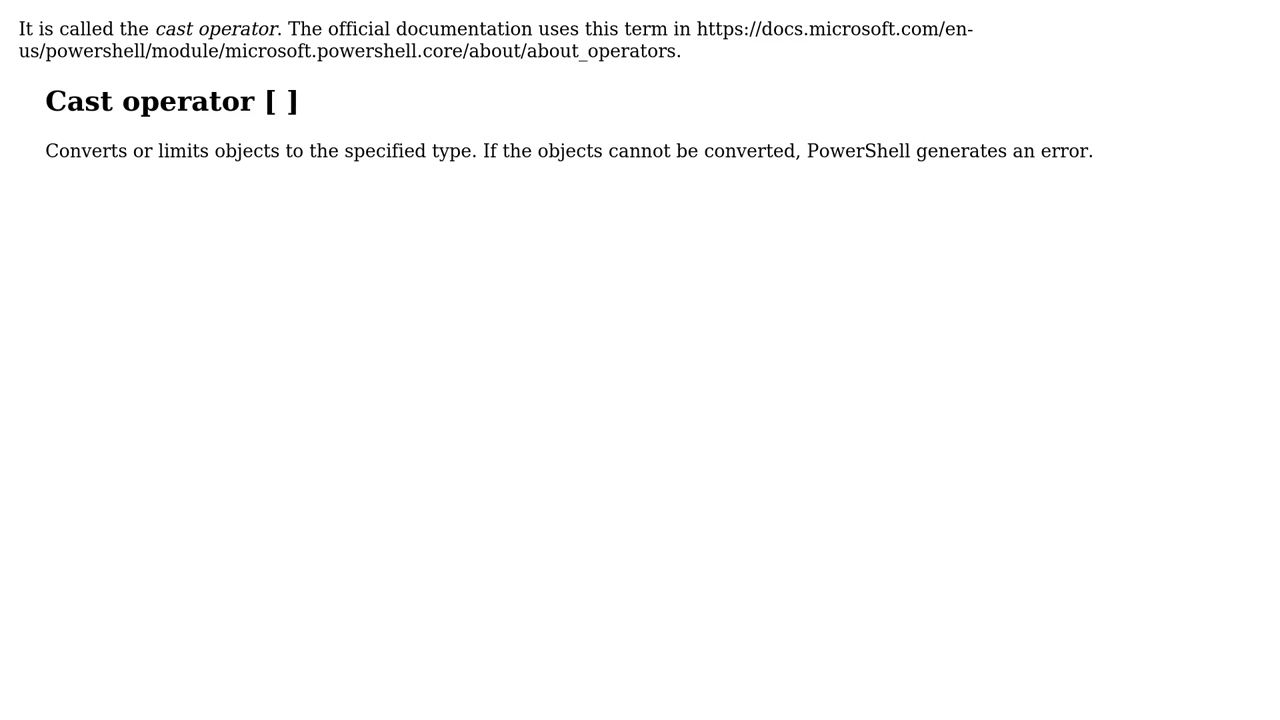 It is called the cast operator. The official documentation uses this term in https://docs.microsoft.com/en-
us/powershell/module/microsoft.powershell.core/about/about_operators.
Cast operator [ ]
Converts or limits objects to the specified type. If the objects cannot be converted, PowerShell generates an error.